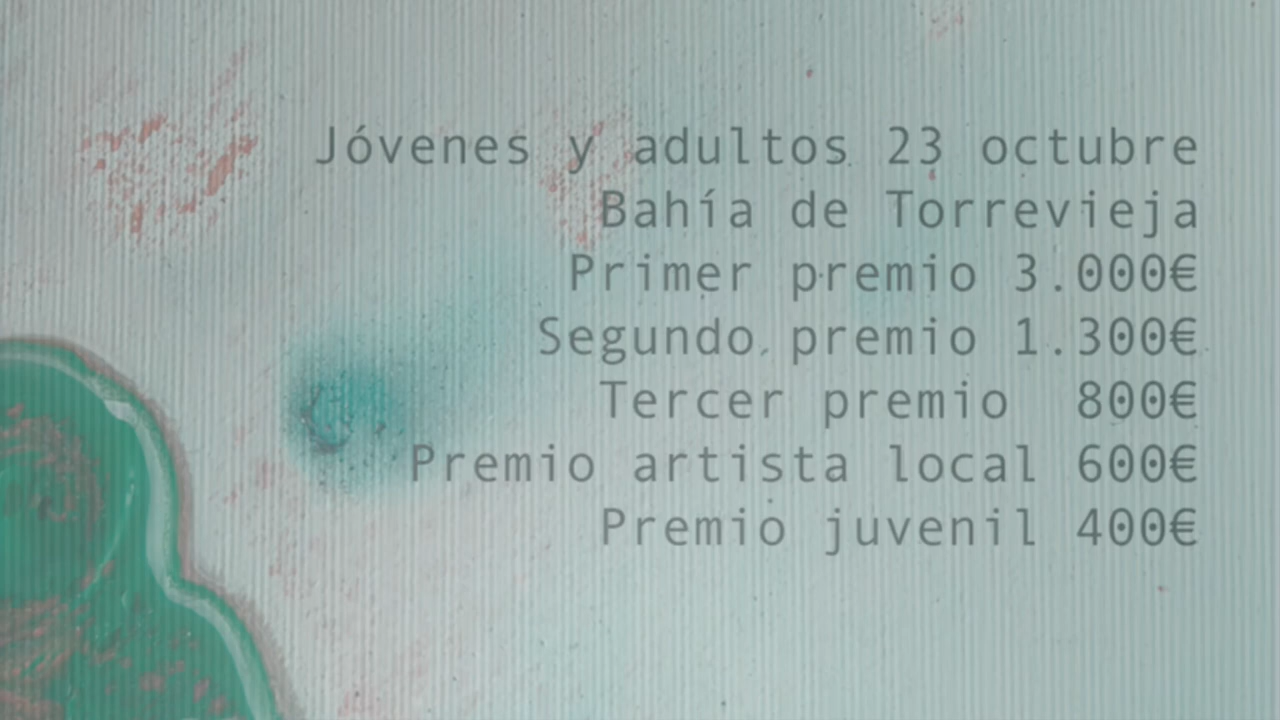 Jóvenes y adultos 23 octubre
Bahía de Torrevieja
Primer premio 3.000€
Segundo premio 1.300€
Tercer premio 800€
Premio artista local 600€
Premio juvenil 400€